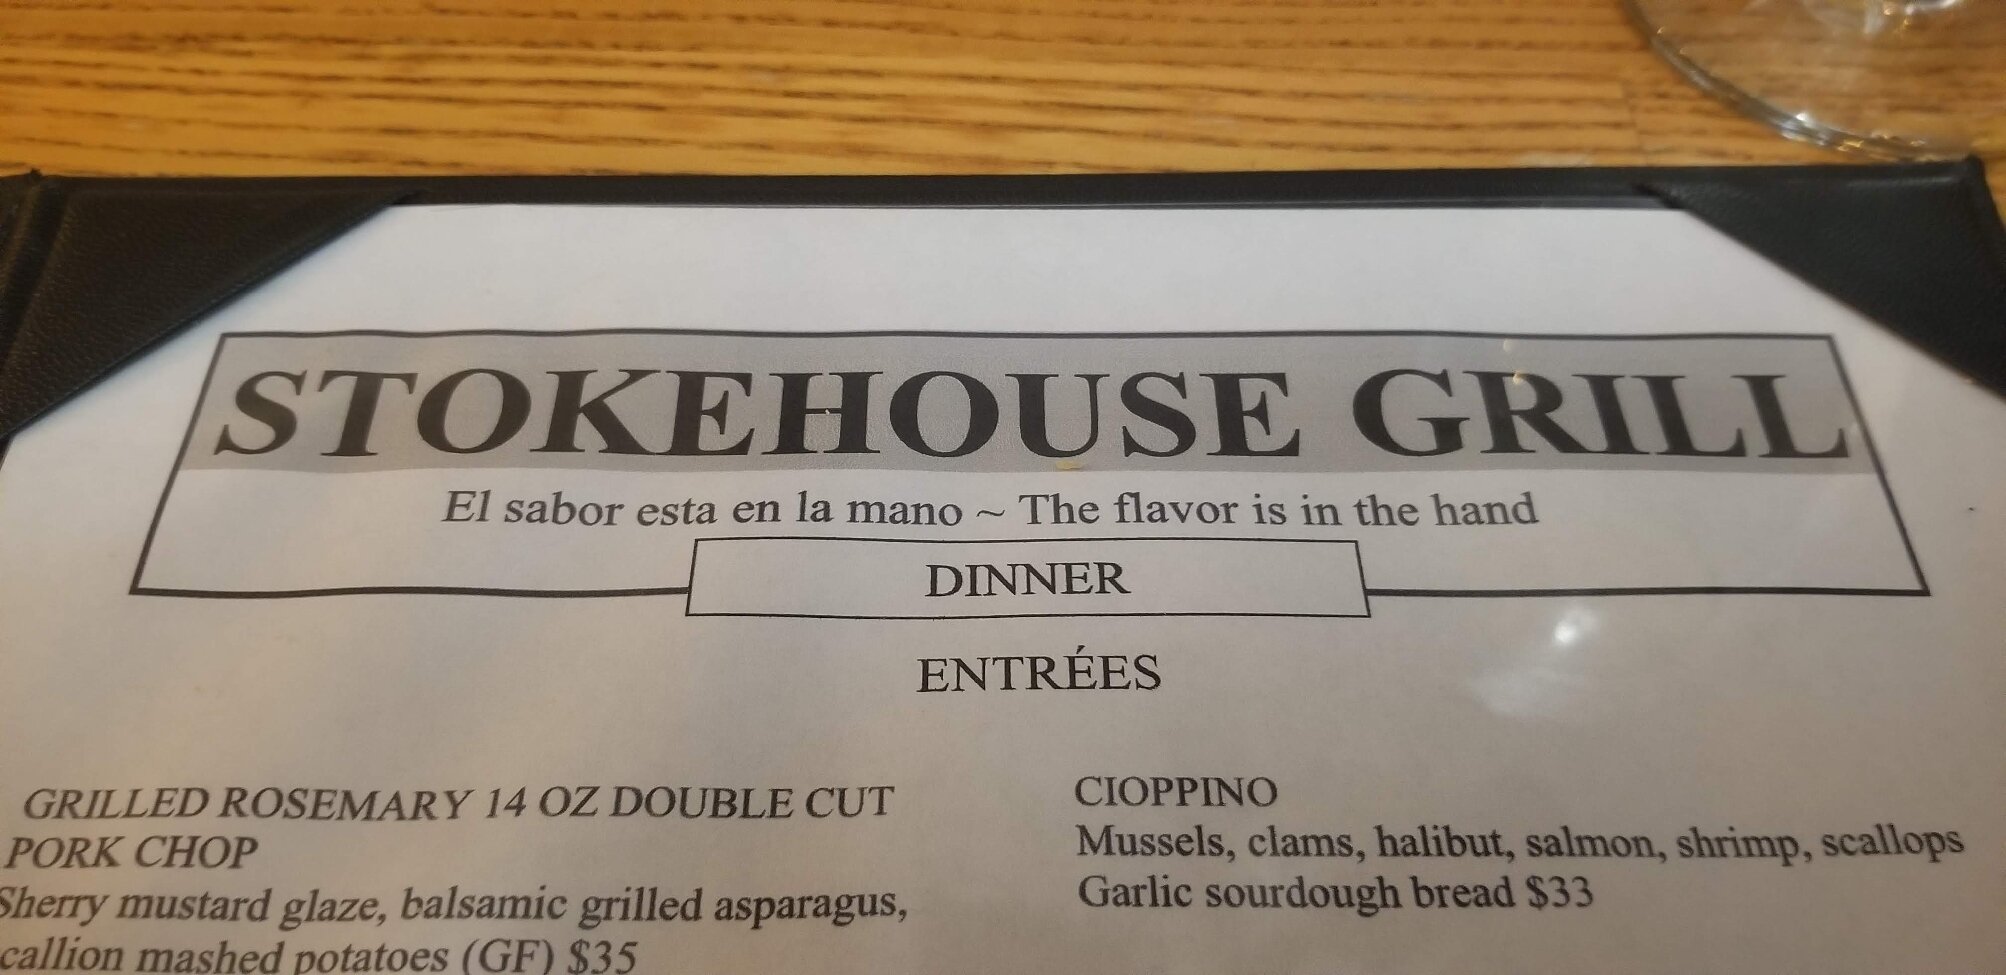 STOKEHOUSE GRILL
El sabor esta en la mano ~ The flavor is in the hand
DINNER
ENTRÉES
GRILLED ROSEMARY 14 OZ DOUBLE CUT
PORK CHOP
Sherry mustard glaze, balsamic grilled asparagus,
callion mashed potatoes (GF) $35
CIOPPINO
Mussels, clams, halibut, salmon, shrimp, scallops
Garlic sourdough bread $33